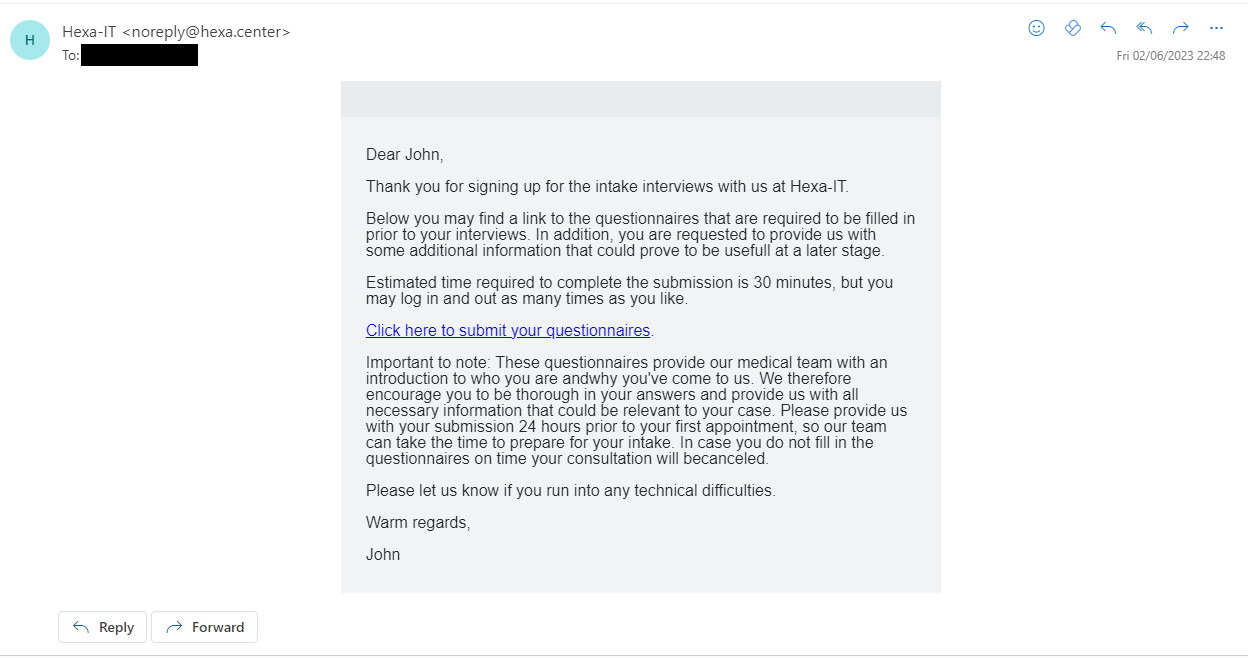 H
Hexa-IT <noreply@hexa.center>
To:
Fri 02/06/2023 22:48
Dear John,
Thank you for signing up for the intake interviews with us at Hexa-IT.
Below you may find a link to the questionnaires that are required to be filled in
prior to your interviews. In addition, you are requested to provide us with
some additional information that could prove to be usefull at a later stage.
Estimated time required to complete the submission is 30 minutes, but you
may log in and out as many times as you like.
Click here to submit your questionnaires.
Important to note: These questionnaires provide our medical team with an
introduction to who you are andwhy you've come to us. We therefore
encourage you to be thorough in your answers and provide us with all
necessary information that could be relevant to your case. Please provide us
with your submission 24 hours prior to your first appointment, so our team
can take the time to prepare for your intake. In case you do not fill in the
questionnaires on time your consultation will becanceled.
Please let us know if you run into any technical difficulties.
Warm regards,
John
Reply
Forward